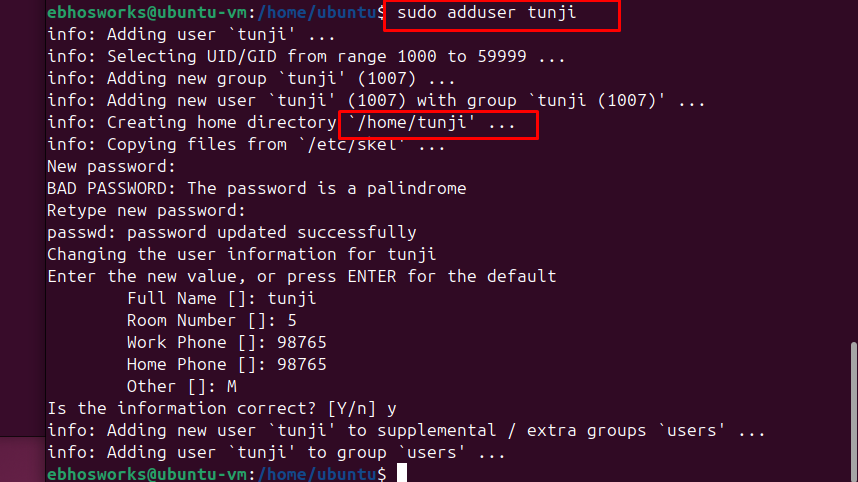 ebhosworks@ubuntu-vm:/home/ubuntu$ sudo adduser tunji
info: Adding user `tunji' ...
info: Selecting UID/GID from range 1000 to 59999 ...
info: Adding new group `tunji' (1007) ...
info: Adding new user `tunji' (1007) with group `tunji (1007)' ...
info: Creating home directory `/home/tunji' ...
info: Copying files from `/etc/skel' ...
New password:
BAD PASSWORD: The password is a palindrome
Retype new password:
passwd: password updated successfully
Changing the user information for tunji
Enter the new value, or press ENTER for the default
Full Name []: tunji
Room Number []: 5
Work Phone []: 98765
Home Phone []: 98765
Other []: M
Is the information correct? [Y/n] y
info: Adding new user `tunji' to supplemental / extra groups `users' ...
info: Adding user `tunji' to group `users' ...
ebhosworks@ubuntu-vm:/home/ubuntu$